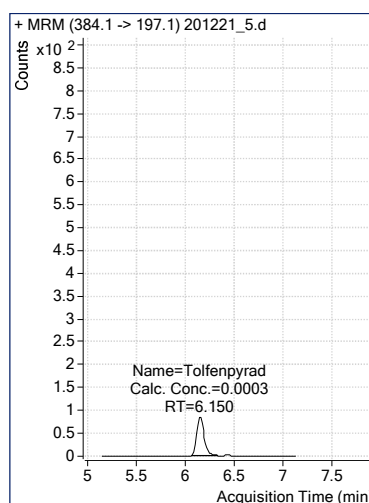 + MRM (384.1 -> 197.1) 201221_5.d
Counts
x10 2
8.5
8
7.5
7
6.5
6
5.5
5
4.5
4
3.5
3
2.5
2
1.5
1
0.5
0
Name=Tolfenpyrad
Calc. Conc.=0.0003
RT=6.150
5 5.5 6 6.5 7 7.5
Acquisition Time (min